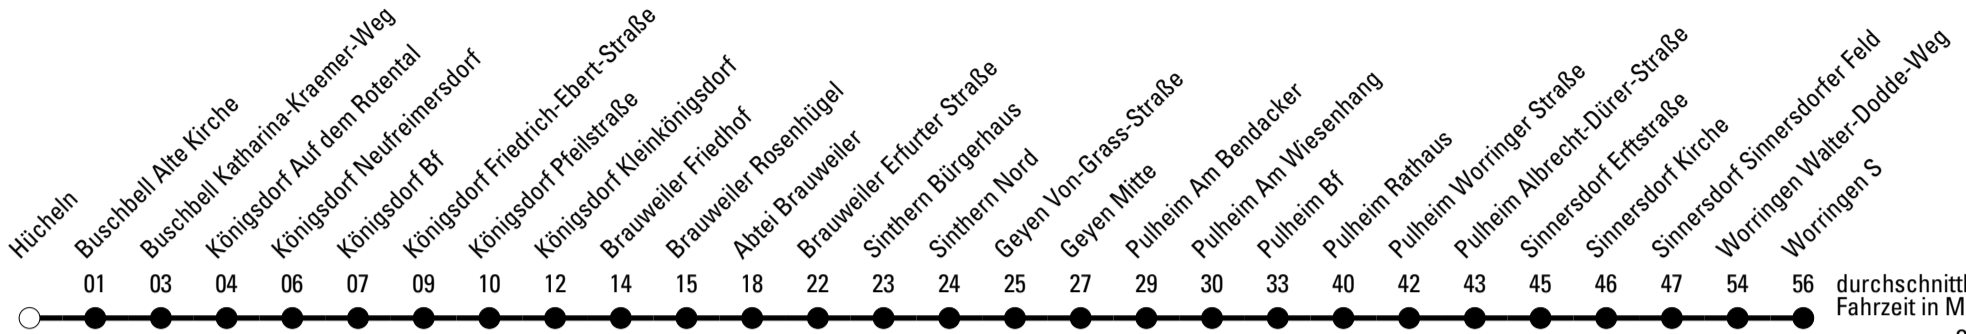 Hücheln
Buschbell Alte Kirche
Buschbell Katharina-Kraemer-Weg
Königsdorf Auf dem Rotental
Königsdorf Neufreimersdorf
Königsdorf Bf
Königsdorf Friedrich-Ebert-Straße
Königsdorf Pfeilstraße
Königsdorf Kleinkönigsdorf
Brauweiler Friedhof
Brauweiler Rosenhügel
Abtei Brauweiler
Brauweiler Erfurter Straße
Sinthern Bürgerhaus
Sinthern Nord
Geyen Von-Grass-Straße
Geyen Mitte
Pulheim Am Bendacker
Pulheim Am Wiesenhang
Pulheim Bf
Pulheim Rathaus
Pulheim Worringer Straße
Pulheim Albrecht-Dürer-Straße
Sinnersdorf Erftstraße
Sinnersdorf Kirche
Sinnersdorf Sinnersdorfer Feld
Worringen Walter-Dodde-Weg
Worringen S
01 03 04 06 07 09 10 12 14 15 18 22 23 24 25 27 29 30 33 40 42 43 45 46 47 54 56 durchschnittl
Fahrzeit in M